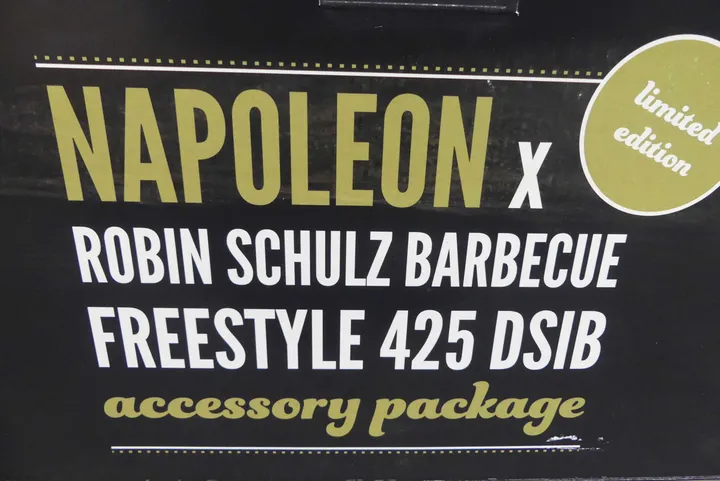 NAPOLEON x
limited
edition
ROBIN SCHULZ BARBECUE
FREESTYLE 425 DSIB
accessory package